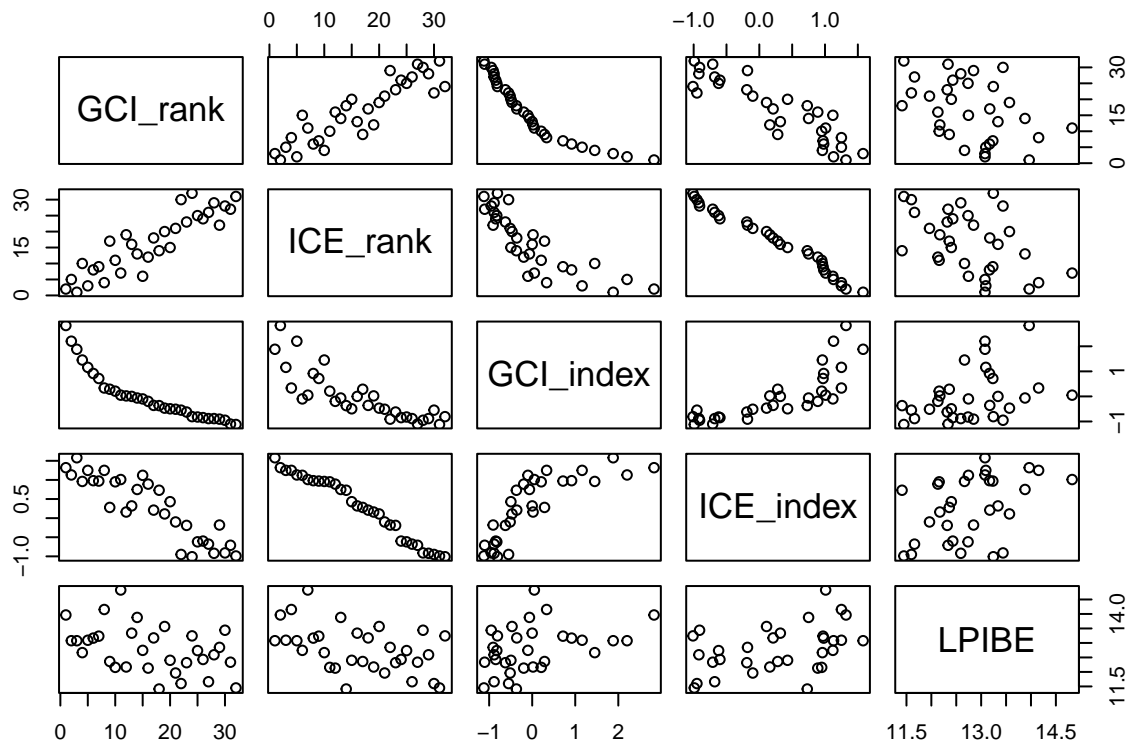 0 10 20 30 -1.0 0.0 1.0
GCI_rank 0 15 30
0 15 30 ICE_rank
GCI_index -1 1
-1.0 0.5 ICE_index
LPIBE 11.5 14.0
0 10 20 30 -1 0 1 2 11.5 13.0 14.5